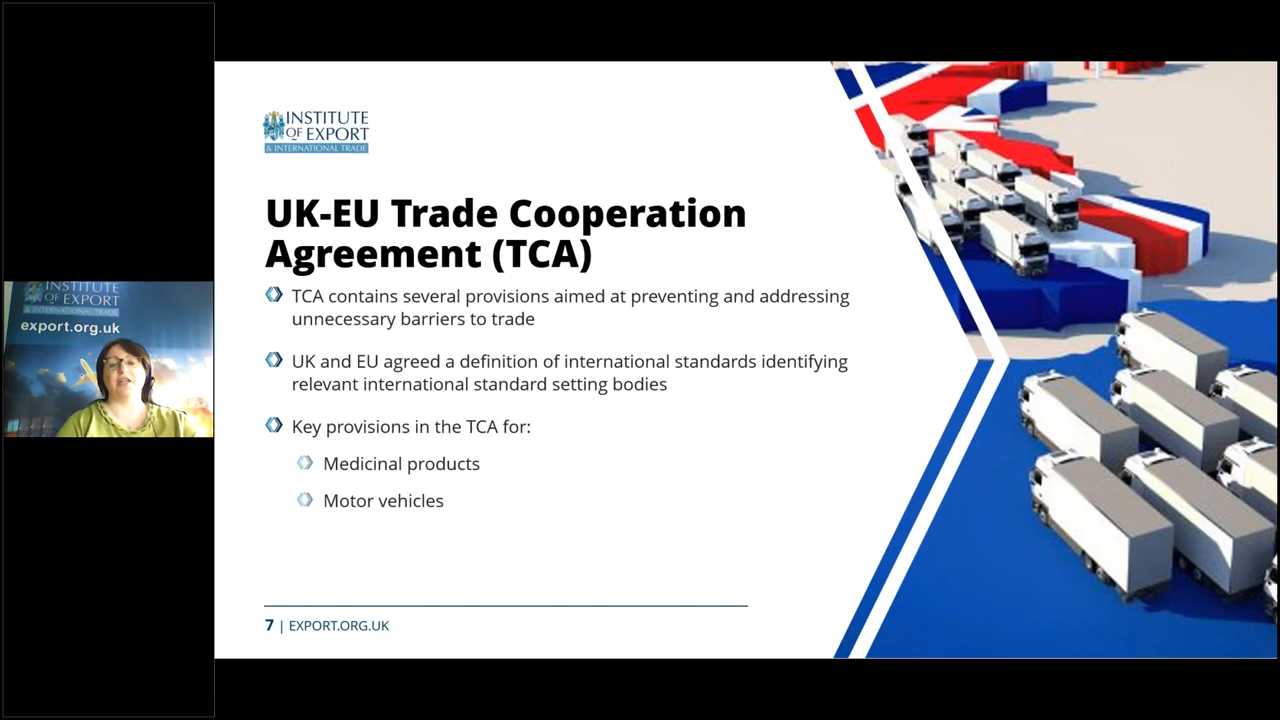 INSTITUTE
OF EXPORT
& INTERNATIONAL TRADE
UK-EU Trade Cooperation
Agreement (TCA)
TCA contains several provisions aimed at preventing and addressing
unnecessary barriers to trade
UK and EU agreed a definition of international standards identifying
relevant international standard setting bodies
Key provisions in the TCA for:
Medicinal products
Motor vehicles
7 | EXPORT.ORG.UK
INSTITUTE
OF EXPORT
& INTERNATIONAL TRADE
export.org.uk